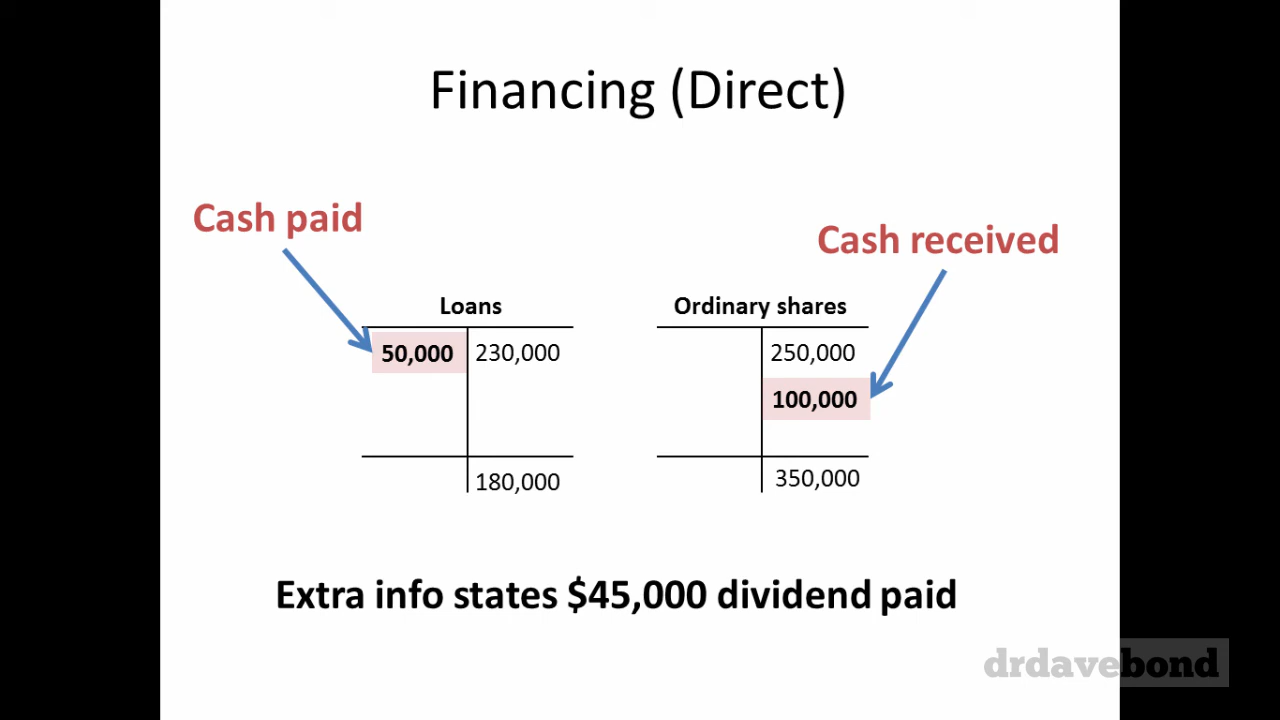 Financing (Direct)
Cash paid
Cash received
Loans
50,000 230,000
180,000
Ordinary shares
250,000
100,000
350,000
Extra info states $45,000 dividend paid
drdavebond